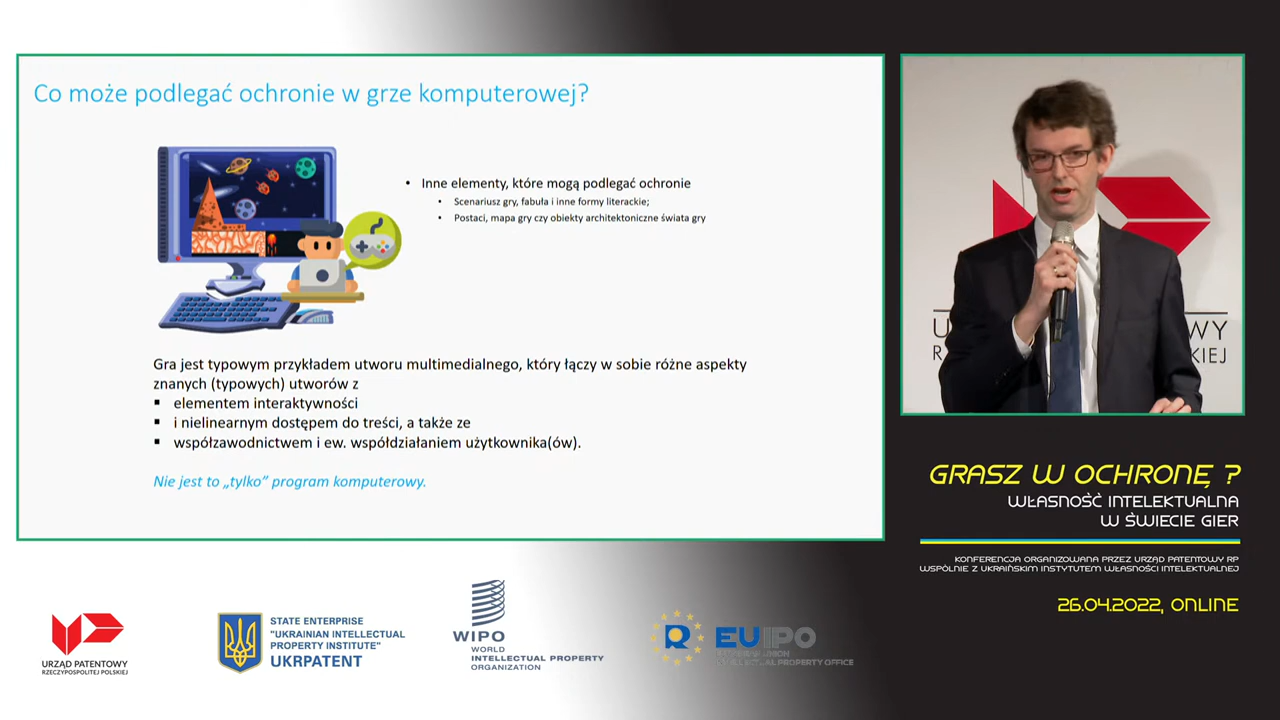 Co może podlegać ochronie w grze komputerowej?
• Inne elementy, które mogą podlegać ochronie
• Scenariusz gry, fabuła i inne formy literackie;
• Postaci, mapa gry czy obiekty architektoniczne świata gry
Gra jest typowym przykładem utworu multimedialnego, który łączy w sobie różne aspekty
znanych (typowych) utworów z
▪ elementem interaktywności
▪ i nielinearnym dostępem do treści, a także ze
▪ współzawodnictwem i ew. współdziałaniem użytkownika(ów).
Nie jest to „tylko” program komputerowy.
GRASZ W OCHRONĘ ?
WŁASNOŚĆ INTELEKTUALNA
W ŚWIECIE GIER
KONFERENCJA ORGANIZOWANA PRZEZ URZĄD PATENTOWY RP
WSPÓLNIE Z UKRAIŃSKIM INSTYTUTEM WŁASNOŚCI INTELEKTUALNEJ
26.04.2022, ONLINE
URZĄD PATENTOWY
RZECZYPOSPOLITEJ POLSKIEJ
STATE ENTERPRISE
"UKRAINIAN INTELLECTUAL
PROPERTY INSTITUTE"
UKRPATENT
WIPO
WORLD
INTELLECTUAL PROPERTY
ORGANIZATION
EUIPO
EUROPEAN UNION
INTELLECTUAL PROPERTY OFFICE